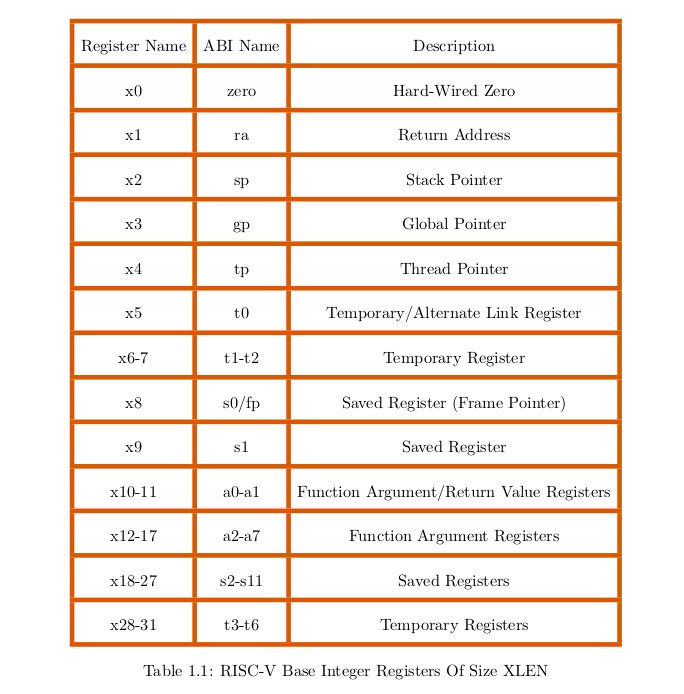 Register Name ABI Name Description
x0 zero Hard-Wired Zero
x1 ra Return Address
x2 sp Stack Pointer
x3 gp Global Pointer
x4 tp Thread Pointer
x5 t0 Temporary/Alternate Link Register
x6-7 t1-t2 Temporary Register
x8 s0/fp Saved Register (Frame Pointer)
x9 s1 Saved Register
x10-11 a0-a1 Function Argument/Return Value Registers
x12-17 a2-a7 Function Argument Registers
x18-27 s2-s11 Saved Registers
x28-31 t3-t6 Temporary Registers
Table 1.1: RISC-V Base Integer Registers Of Size XLEN